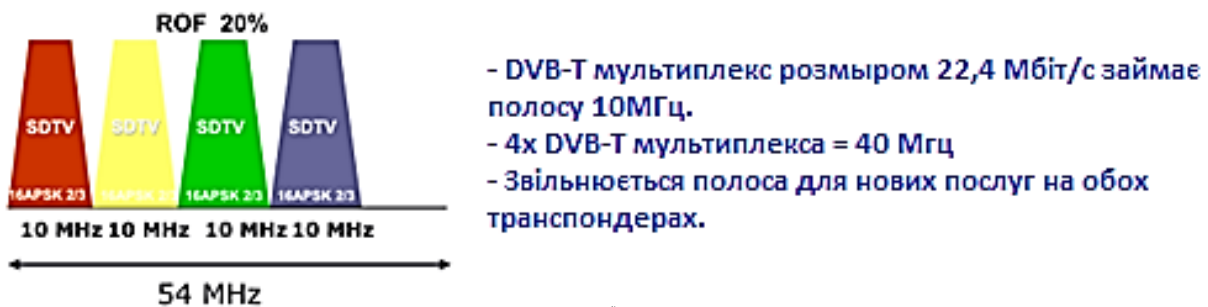 ROF 20%
SDTV SDTV SDTV SDTV
16APSK 2/3 16APSK 2/3 16APSK 2/3 16APSK 2/3
10 MHz 10 MHz 10 MHz 10 MHz
54 MHz
- DVB-T мультиплекс розмыром 22,4 Мбіт/с займає
полосу 10МГц.
- 4х DVB-T мультиплекса = 40 Мгц
- Звільнюється полоса для нових послуг на обох
транспондерах.